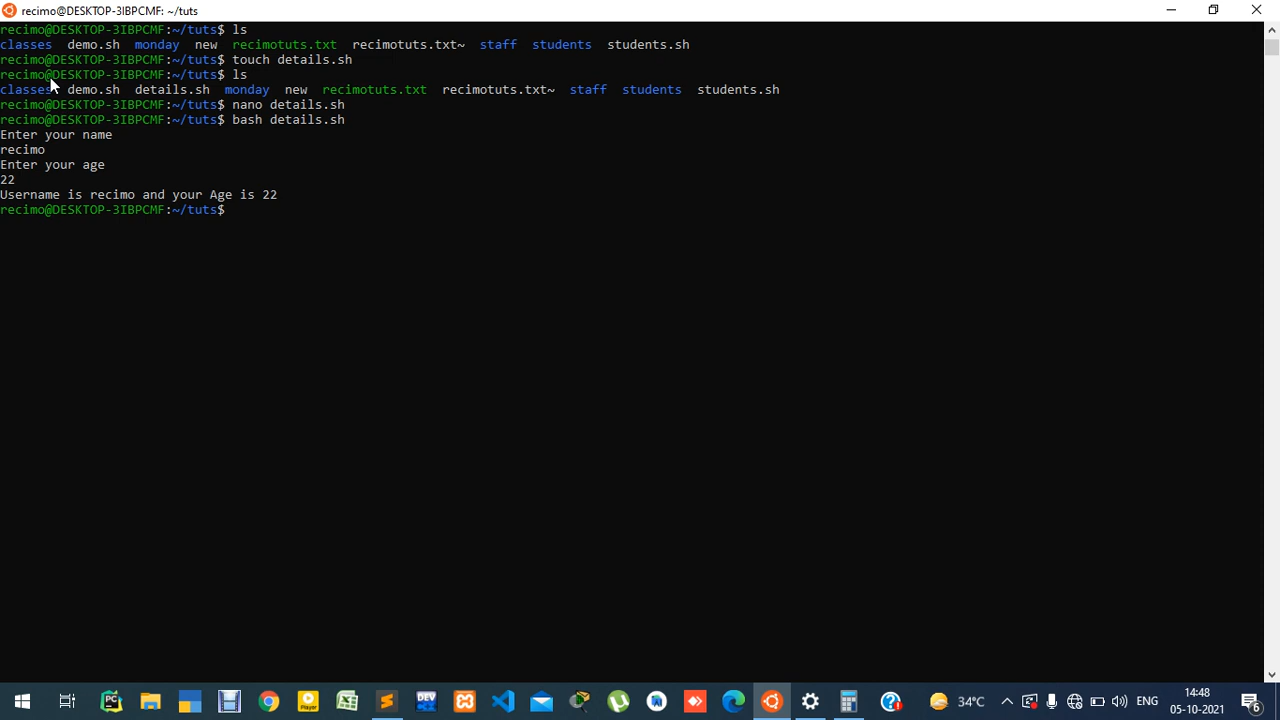 recimo@DESKTOP-3IBPCMF: ~/tuts
recimo@DESKTOP-3IBPCMF:~/tuts$ ls
classes  demo.sh  monday  new  recimotuts.txt  recimotuts.txt~  staff  students  students.sh
recimo@DESKTOP-3IBPCMF:~/tuts$ touch details.sh
recimo@DESKTOP-3IBPCMF:~/tuts$ ls
classes  demo.sh  details.sh  monday  new  recimotuts.txt  recimotuts.txt~  staff  students  students.sh
recimo@DESKTOP-3IBPCMF:~/tuts$ nano details.sh
recimo@DESKTOP-3IBPCMF:~/tuts$ bash details.sh
Enter your name
recimo
Enter your age
22
Username is recimo and your Age is 22
recimo@DESKTOP-3IBPCMF:~/tuts$
PC
Player
DEV
34°C
ENG
14:48
05-10-2021
6